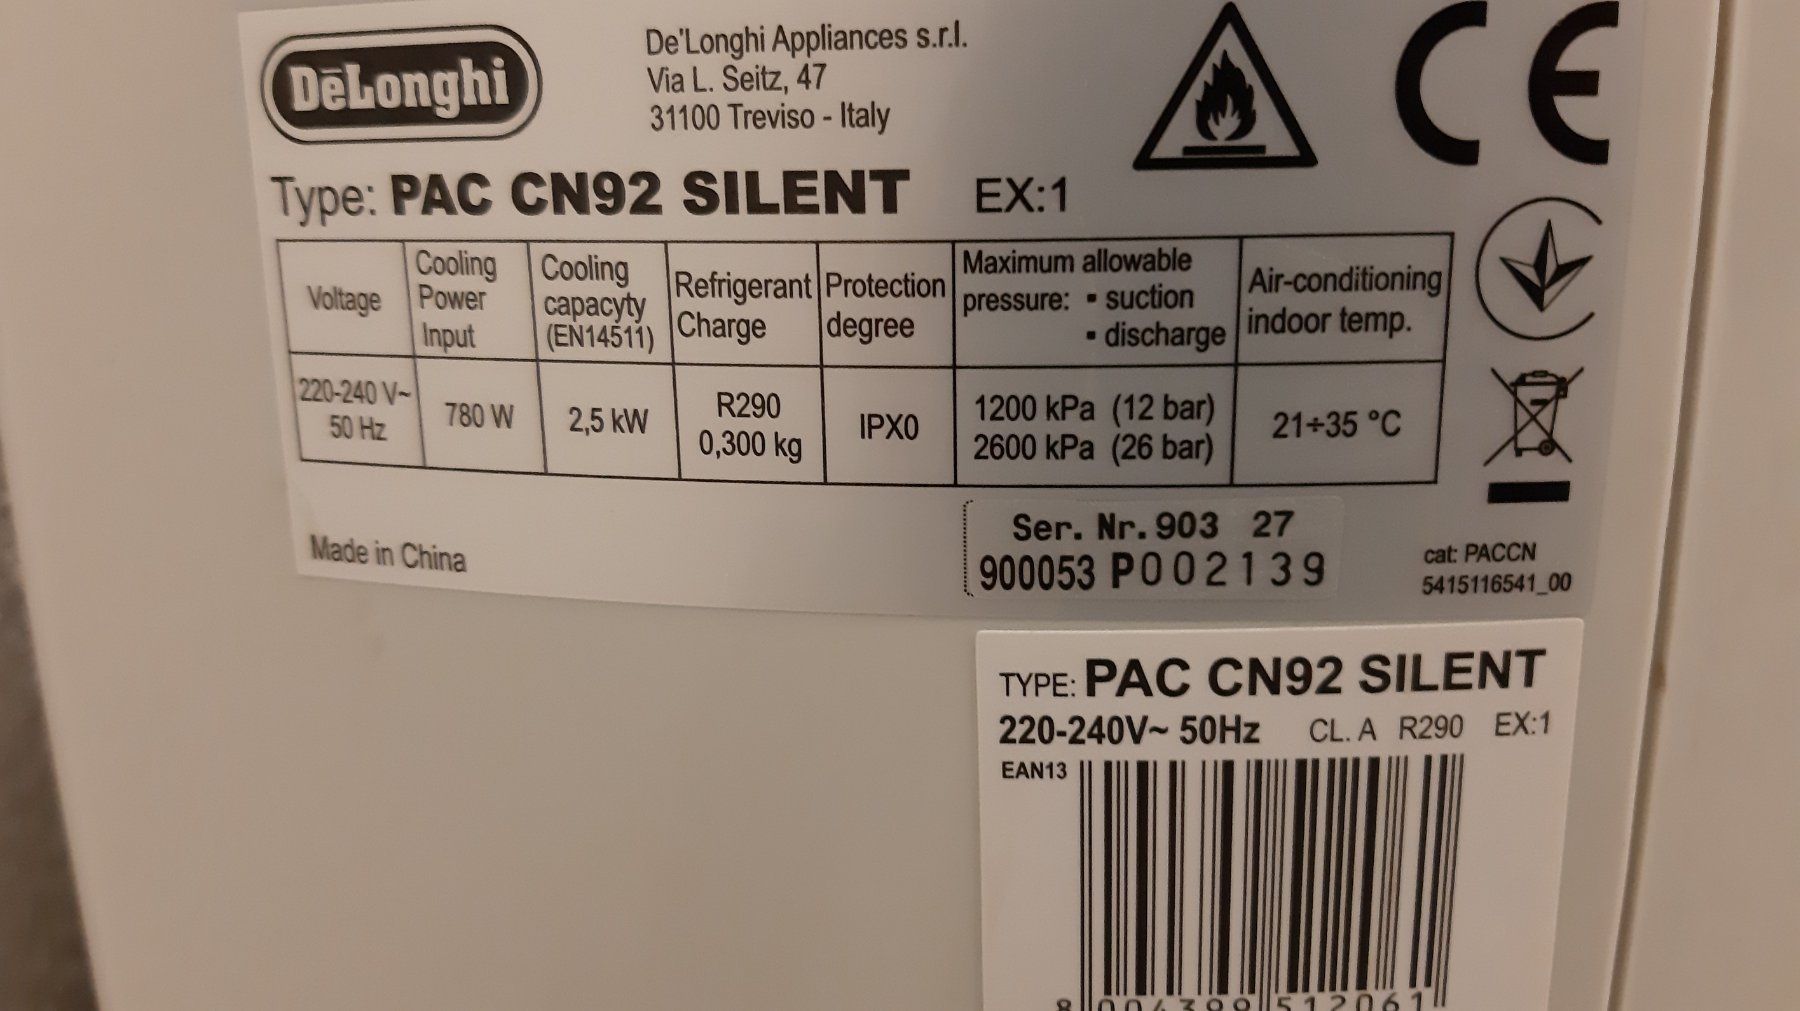 DeLonghi
De'Longhi Appliances s.r.l.
Via L. Seitz, 47
31100 Treviso - Italy
CE
Type: PAC CN92 SILENT EX:1
Voltage
Cooling Power Input
Cooling capacyty (EN14511)
Refrigerant Charge
Protection degree
Maximum allowable pressure: ▪ suction ▪ discharge
Air-conditioning indoor temp.
220-240 V~ 50 Hz
780 W
2,5 kW
R290 0,300 kg
IPX0
1200 kPa (12 bar)
2600 kPa (26 bar)
21÷35 °C
Made in China
Ser. Nr. 903 27
900053 P002139
cat: PACCN
5415116541_00
TYPE: PAC CN92 SILENT
220-240V~ 50Hz CL. A R290 EX:1
EAN13
8 004399 512061